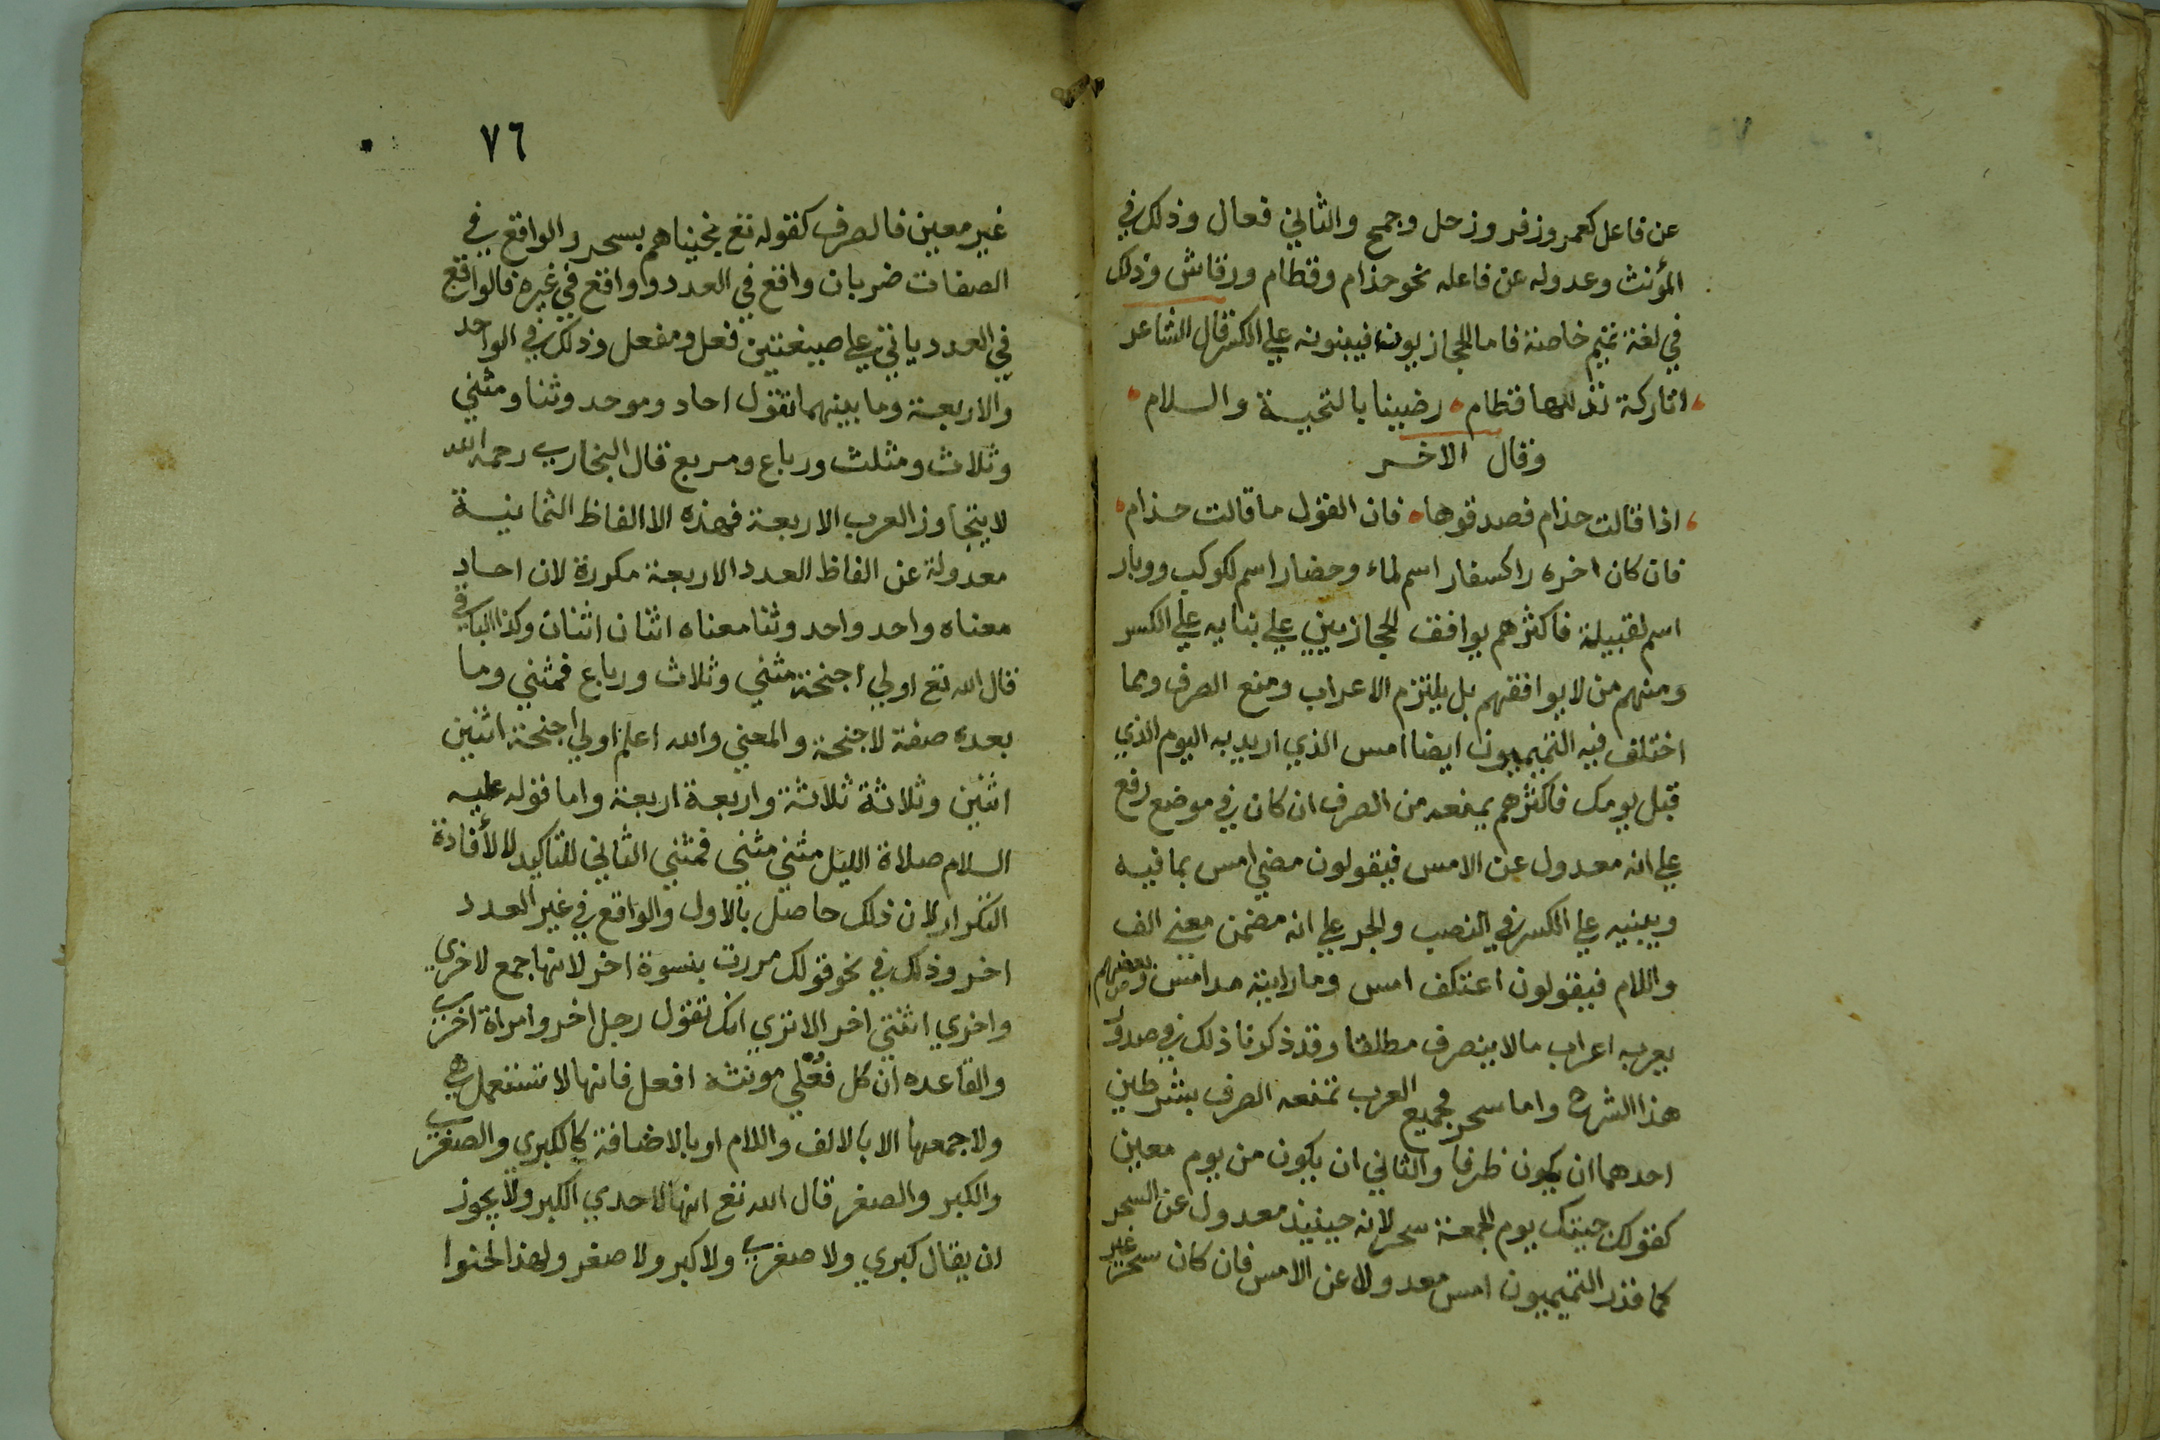 عن فاعل كعمر وزفر وزحل وجمح والثاني فعال وذلك في
المؤنث وعدوله عن فاعله نحو حذام وقطام ورقاش وذلك
في لغة تميم خاصة فاما الحجازيون فيبنونه علي الكسر قال الشاعر
اتاركة تذللها قطام رضينا بالتحية والسلام
وقال الاخر
اذا قالت حذام فصدقوها فان القول ما قالت حذام
فان كان اخره را كسفار اسم لماء وحضار اسم لكوكب ووبار
اسم لقبيلة فاكثرهم يوافق الحجازيين علي بنايه علي الكسر
ومنهم من لا يوافقهم بل يلتزم الاعراب ومنع الصرف ومما
اختلف فيه التميميون ايضا امس الذي اريد به اليوم الذي
قبل يومك فاكثرهم يمنعه من الصرف ان كان في موضع رفع
علي انه معدول عن الامس فيقولون مضي امس بما فيه
ويبنيه علي الكسر في النصب والجر علي انه مضمن معني الف
واللام فيقولون اعتكف امس وما رايته مد امس وبعضهم
يعربه اعراب ما لا ينصرف مطلقا وقد ذكرنا ذلك في صدر
هذا الشرح واما سحر فجميع العرب تمنعه الصرف بشرطين
احدهما ان يكون ظرفا والثاني ان يكون من يوم معين
كقولك جيتك يوم الجمعة سحر لانه حينيذ معدول عن السحر
كما قدر التميميون امس معدولا عن الامس فان كان سحر غير
٧٦
غير معين فالصرف كقوله تع نجيناهم بسحر والواقع في
الصفات ضربان واقع في العدد وواقع في غيره فالواقع
في العدد ياتي علي صيغتين فعل ومفعل وذلك في الواحد
والاربعة وما بينهما تقول احاد وموحد وثنا ومثني
وثلاث ومثلث ورباع ومربع قال البخاري رحمه الله
لا يتجاوز العرب الاربعة فهذه الاالفاظ الثمانية
معدولة عن الفاظ العدد الاربعة مكررة لان احاد
معناه واحد واحد وثنا معناه اثنان اثنان وكذا الباقي
قال الله تع اولي اجنحة مثني وثلاث ورباع فمثني وما
بعده صفة لاجنحة والمعني والله اعلم اولي اجنحة اثنين
اثنين وثلاثة ثلاثة واربعة اربعة واما قوله عليه
السلام صلاة الليل مثني مثني فمثني الثاني للتاكيد لا لافادة
التكرار لان ذلك حاصل بالاول والواقع في غير العدد
اخر وذلك في نحو قولك مررت بنسوة اخر لانها جمع لاخري
واخري انثي اخر الا تري انك تقول رجل اخر وامراة اخري
والقاعده ان كل فعلي مونثه افعل فانها لا تستعمل هي
ولا جمعها الا بالالف واللام او بالاضافة كالكبري والصغري
والكبر والصغر قال الله تع انها لاحدي الكبر ولا يجوز
ان يقال كبري ولا صغري ولا كبر ولا صغر ولهذا لحنوا